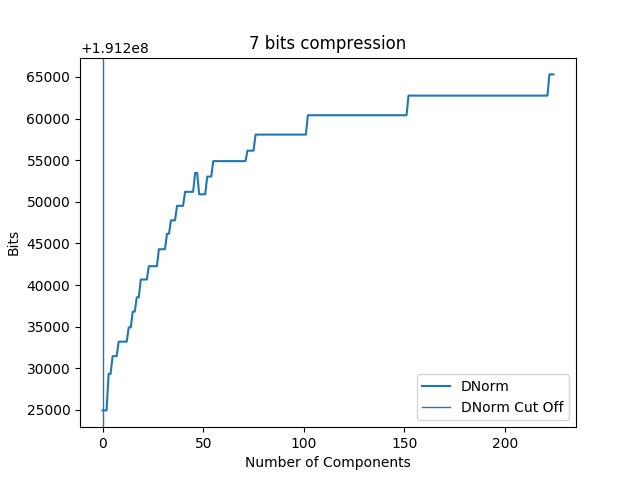 7 bits compression
+1.912e8
65000
60000
55000
50000
45000
40000
35000
30000
25000
Bits
0 50 100 150 200
Number of Components
DNorm
DNorm Cut Off